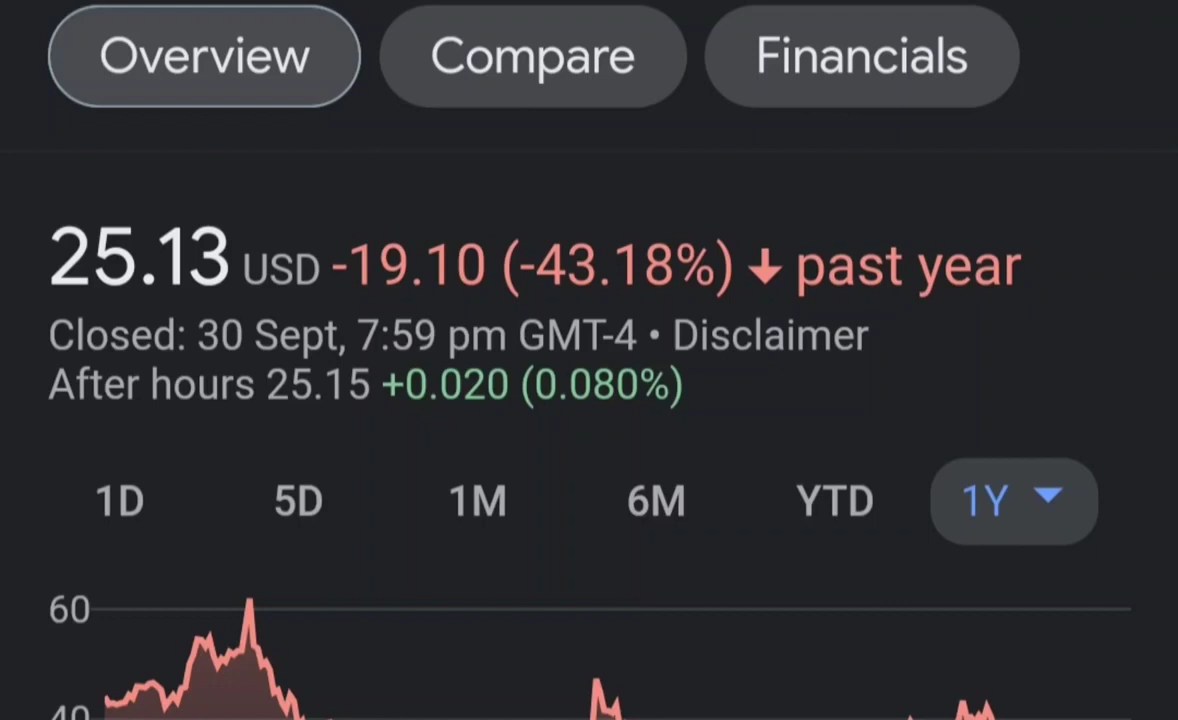 Overview Compare Financials
25.13 USD -19.10 (-43.18%) ↓ past year
Closed: 30 Sept, 7:59 pm GMT-4 • Disclaimer
After hours 25.15 +0.020 (0.080%)
1D 5D 1M 6M YTD 1Y
60
40